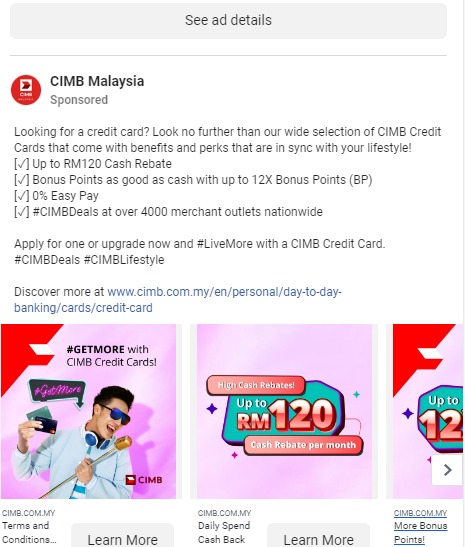 See ad details
CIMB Malaysia
Sponsored
Looking for a credit card? Look no further than our wide selection of CIMB Credit
Cards that come with benefits and perks that are in sync with your lifestyle!
[✓] Up to RM120 Cash Rebate
[✓] Bonus Points as good as cash with up to 12X Bonus Points (BP)
[✓] 0% Easy Pay
[✓] #CIMBDeals at over 4000 merchant outlets nationwide
Apply for one or upgrade now and #LiveMore with a CIMB Credit Card.
#CIMBDeals #CIMBLifestyle
Discover more at www.cimb.com.my/en/personal/day-to-day-
banking/cards/credit-card
#GETMORE with
CIMB Credit Cards!
#GetMore
CIMB
High Cash Rebates!
Up to
RM120
Cash Rebate per month
Up to
12
CIMB.COM.MY
Terms and
Conditions...
Learn More
CIMB.COM.MY
Daily Spend
Cash Back
Learn More
CIMB.COM.MY
More Bonus
Points!